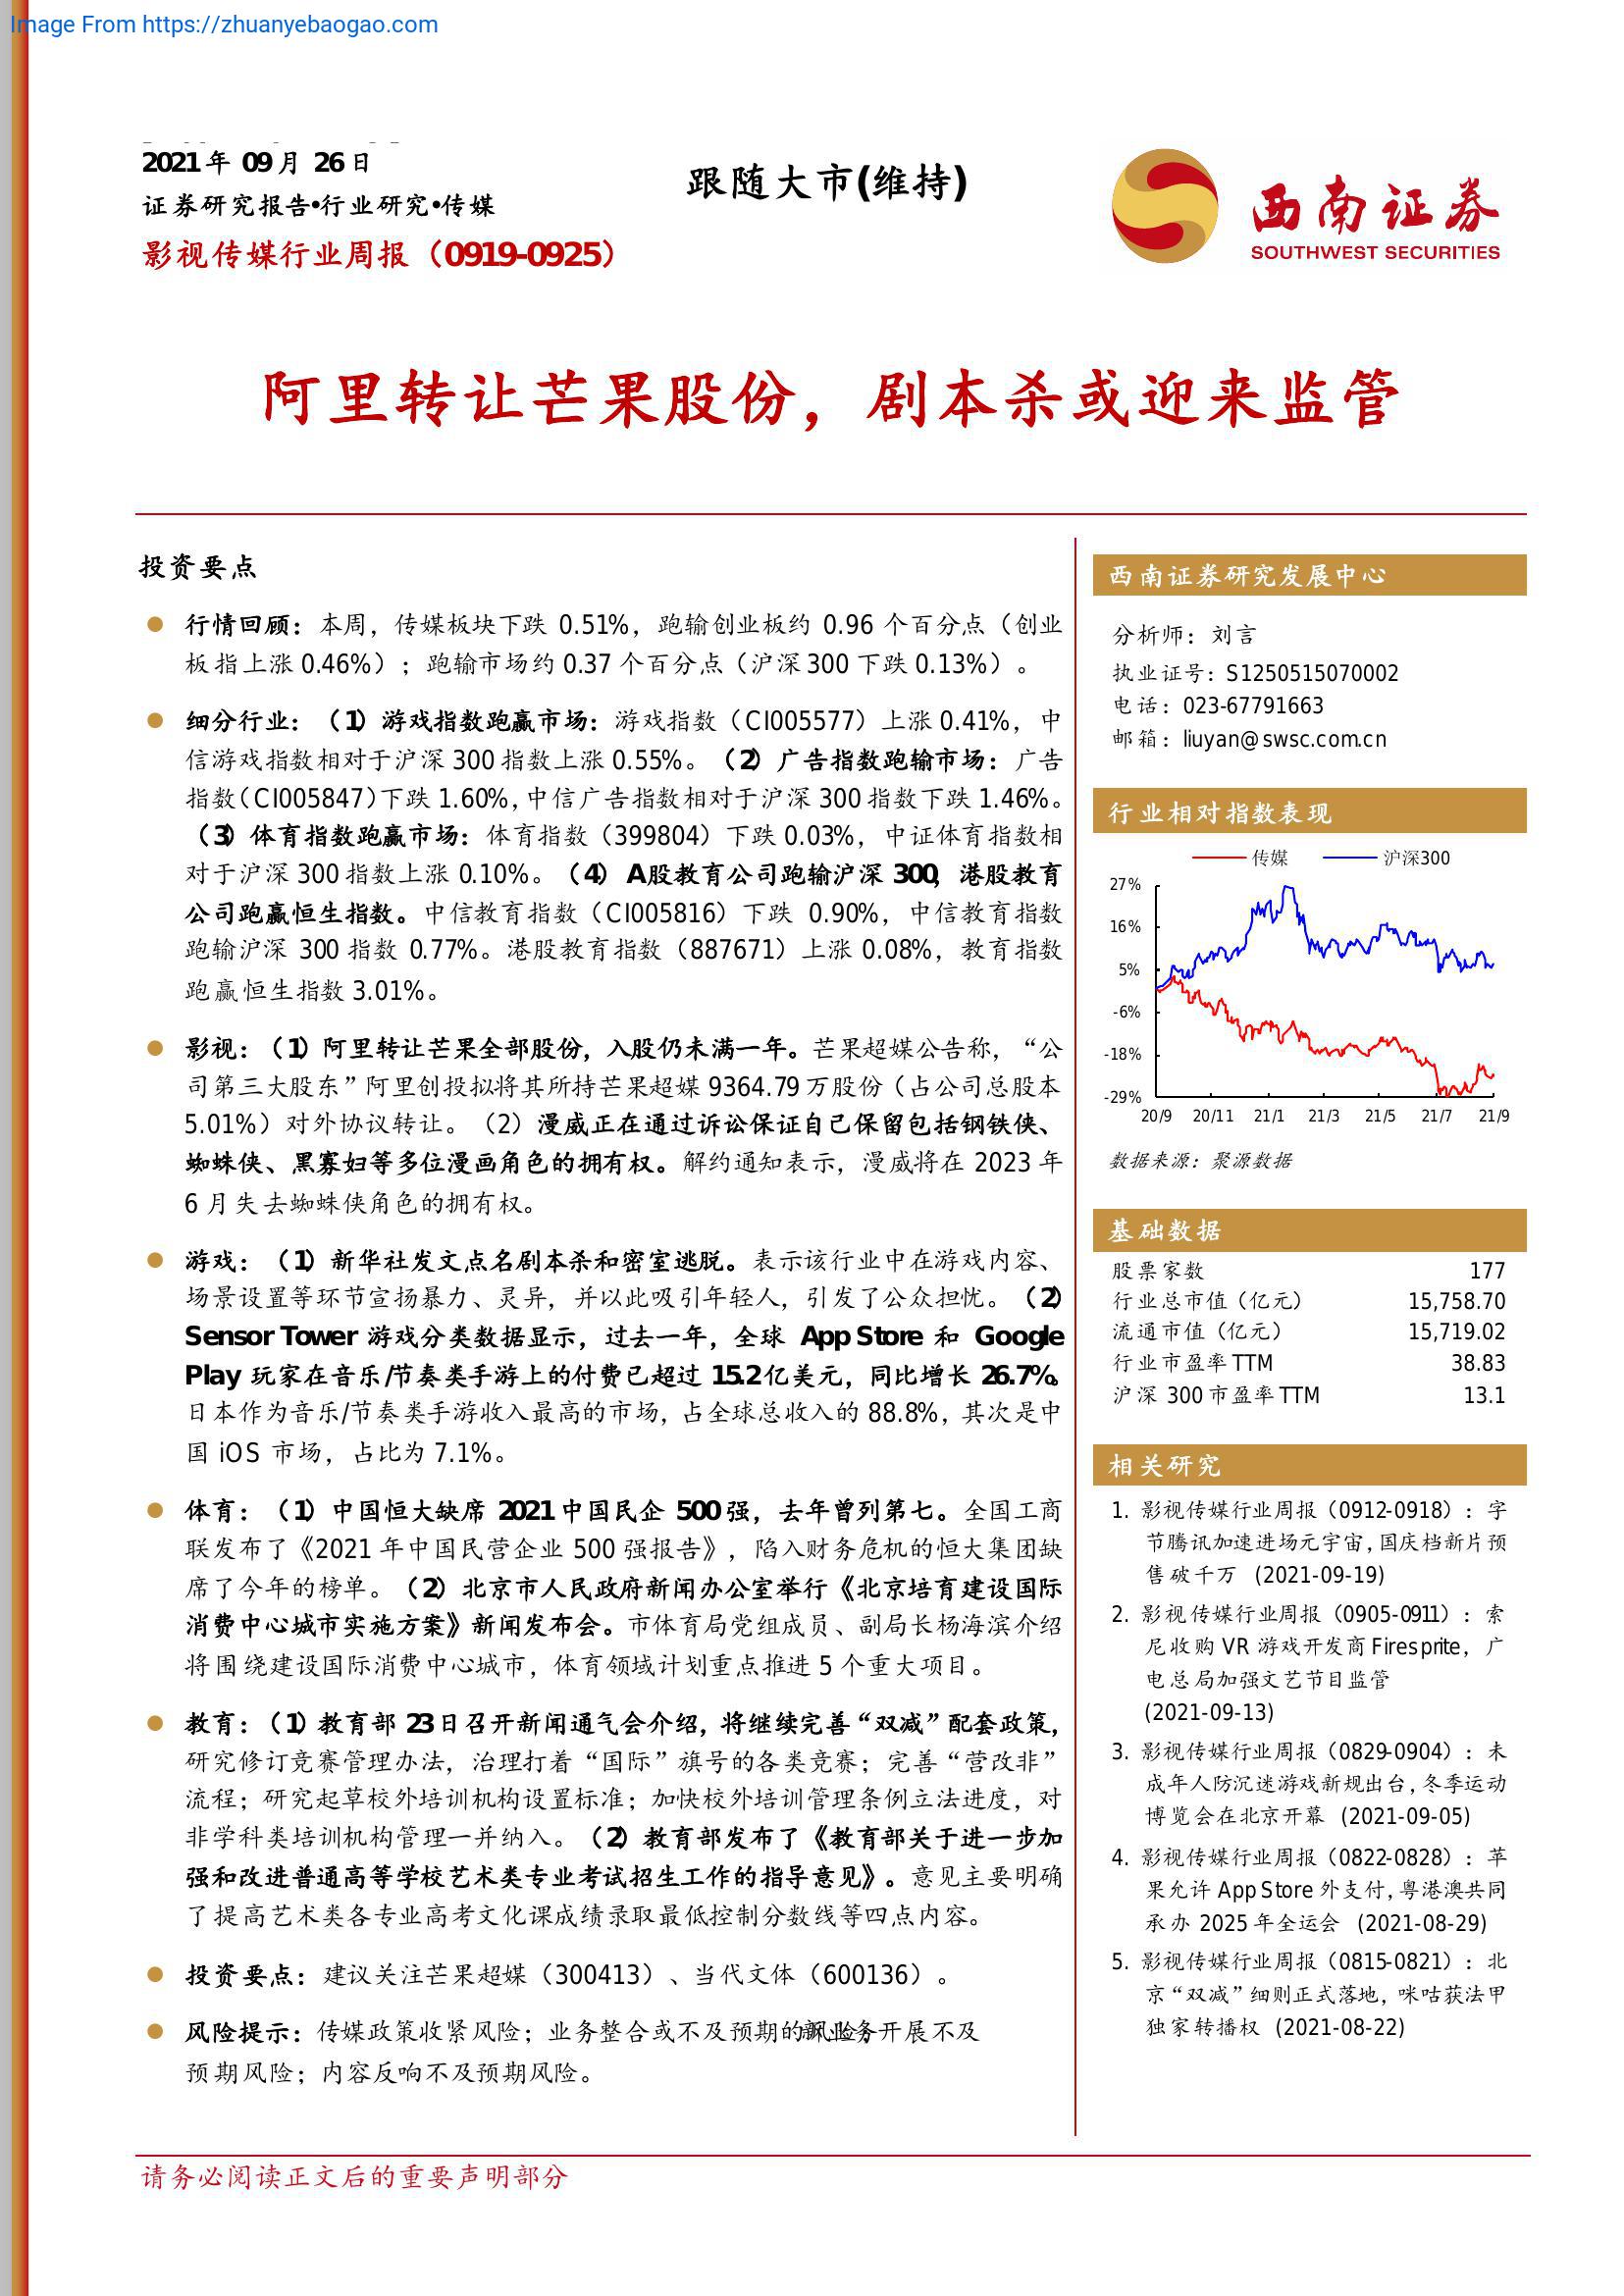 Image From https://zhuanyebaogao.com
2021年 09月 26日
证券研究报告•行业研究•传媒
影视传媒行业周报（0919-0925）
跟随大市(维持)
西南证券
SOUTHWEST SECURITIES
阿里转让芒果股份，剧本杀或迎来监管
投资要点
行情回顾：本周，传媒板块下跌 0.51%，跑输创业板约 0.96 个百分点（创业
板指上涨 0.46%）；跑输市场约 0.37 个百分点（沪深 300 下跌 0.13%）。
细分行业：（1）游戏指数跑赢市场：游戏指数（CI005577）上涨 0.41%，中
信游戏指数相对于沪深 300 指数上涨 0.55%。（2）广告指数跑输市场：广告
指数（CI005847）下跌 1.60%，中信广告指数相对于沪深 300 指数下跌 1.46%。
（3）体育指数跑赢市场：体育指数（399804）下跌 0.03%，中证体育指数相
对于沪深 300 指数上涨 0.10%。（4）A股教育公司跑输沪深 300，港股教育
公司跑赢恒生指数。中信教育指数（CI005816）下跌 0.90%，中信教育指数
跑输沪深 300 指数 0.77%。港股教育指数（887671）上涨 0.08%，教育指数
跑赢恒生指数 3.01%。
影视：（1）阿里转让芒果全部股份，入股仍未满一年。芒果超媒公告称，“公
司第三大股东”阿里创投拟将其所持芒果超媒 9364.79 万股份（占公司总股本
5.01%）对外协议转让。（2）漫威正在通过诉讼保证自己保留包括钢铁侠、
蜘蛛侠、黑寡妇等多位漫画角色的拥有权。解约通知表示，漫威将在 2023 年
6 月失去蜘蛛侠角色的拥有权。
游戏：（1）新华社发文点名剧本杀和密室逃脱。表示该行业中在游戏内容、
场景设置等环节宣扬暴力、灵异，并以此吸引年轻人，引发了公众担忧。（2）
Sensor Tower 游戏分类数据显示，过去一年，全球 App Store 和 Google
Play 玩家在音乐/节奏类手游上的付费已超过 15.2亿美元，同比增长 26.7%。
日本作为音乐/节奏类手游收入最高的市场，占全球总收入的 88.8%，其次是中
国 iOS 市场，占比为 7.1%。
体育：（1）中国恒大缺席 2021中国民企 500强，去年曾列第七。全国工商
联发布了《2021 年中国民营企业 500 强报告》，陷入财务危机的恒大集团缺
席了今年的榜单。（2）北京市人民政府新闻办公室举行《北京培育建设国际
消费中心城市实施方案》新闻发布会。市体育局党组成员、副局长杨海滨介绍
将围绕建设国际消费中心城市，体育领域计划重点推进 5 个重大项目。
教育：（1）教育部 23日召开新闻通气会介绍，将继续完善“双减”配套政策，
研究修订竞赛管理办法，治理打着“国际”旗号的各类竞赛；完善“营改非”
流程；研究起草校外培训机构设置标准；加快校外培训管理条例立法进度，对
非学科类培训机构管理一并纳入。（2）教育部发布了《教育部关于进一步加
强和改进普通高等学校艺术类专业考试招生工作的指导意见》。意见主要明确
了提高艺术类各专业高考文化课成绩录取最低控制分数线等四点内容。
投资要点：建议关注芒果超媒（300413）、当代文体（600136）。
风险提示：传媒政策收紧风险；业务整合或不及预期的风险；业务开展不及
预期风险；内容反响不及预期风险。
西南证券研究发展中心
分析师：刘言
执业证号：S1250515070002
电话：023-67791663
邮箱：liuyan@swsc.com.cn
行业相对指数表现
传媒 沪深300
27%
16%
5%
-6%
-18%
-29%
20/9 20/11 21/1 21/3 21/5 21/7 21/9
数据来源：聚源数据
基础数据
股票家数 177
行业总市值（亿元） 15,758.70
流通市值（亿元） 15,719.02
行业市盈率TTM 38.83
沪深 300 市盈率TTM 13.1
相关研究
1. 影视传媒行业周报（0912-0918）：字
节腾讯加速进场元宇宙，国庆档新片预
售破千万 (2021-09-19)
2. 影视传媒行业周报（0905-0911）：索
尼收购 VR 游戏开发商Firesprite，广
电总局加强文艺节目监管
(2021-09-13)
3. 影视传媒行业周报（0829-0904）：未
成年人防沉迷游戏新规出台，冬季运动
博览会在北京开幕 (2021-09-05)
4. 影视传媒行业周报（0822-0828）：苹
果允许 App Store 外支付，粤港澳共同
承办 2025 年全运会 (2021-08-29)
5. 影视传媒行业周报（0815-0821）：北
京“双减”细则正式落地，咪咕获法甲
独家转播权 (2021-08-22)
请务必阅读正文后的重要声明部分